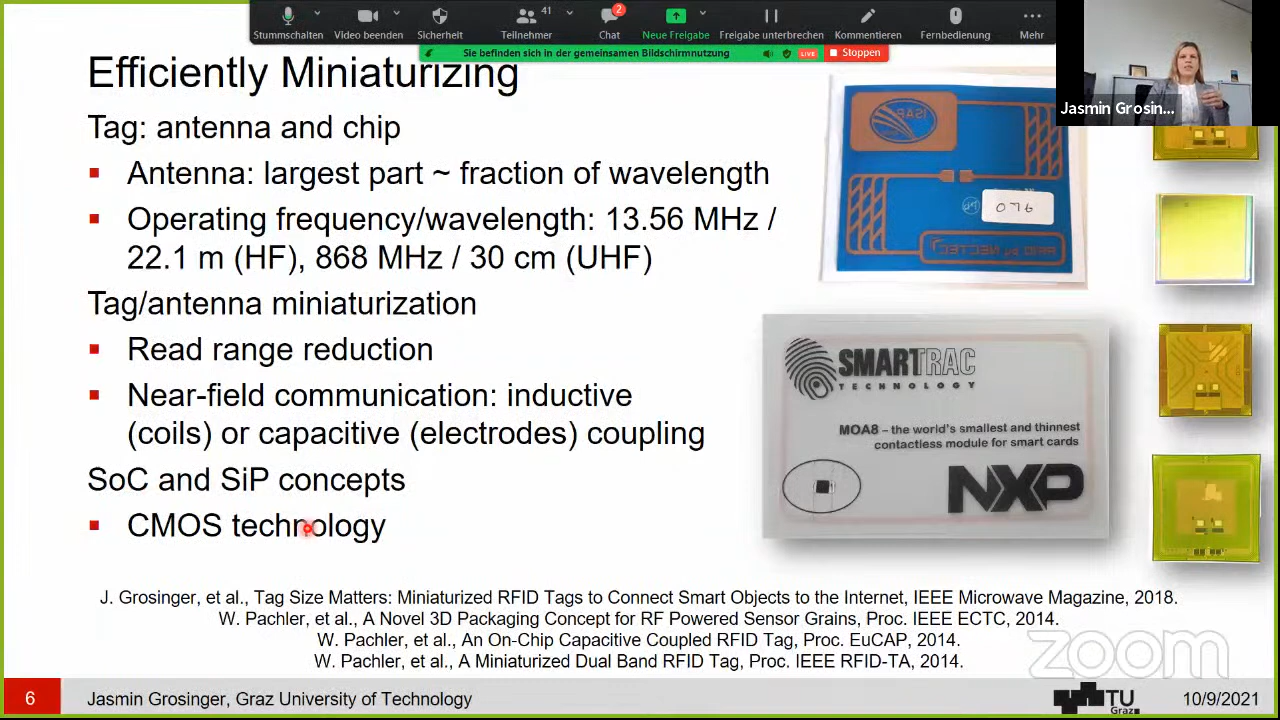 Stummschalten
Video beenden
Sicherheit
41
Teilnehmer
2
Chat
Neue Freigabe
Freigabe unterbrechen
Kommentieren
Fernbedienung
Mehr
Sie befinden sich in der gemeinsamen Bildschirmnutzung
LIVE
Stoppen
Jasmin Grosin...
Efficiently Miniaturizing
Tag: antenna and chip
Antenna: largest part ~ fraction of wavelength
Operating frequency/wavelength: 13.56 MHz /
22.1 m (HF), 868 MHz / 30 cm (UHF)
Tag/antenna miniaturization
Read range reduction
Near-field communication: inductive
(coils) or capacitive (electrodes) coupling
SoC and SiP concepts
CMOS technology
076
RFID by NECTEC
SMARTRAC
TECHNOLOGY
MOA8 – the world's smallest and thinnest
contactless module for smart cards
NXP
J. Grosinger, et al., Tag Size Matters: Miniaturized RFID Tags to Connect Smart Objects to the Internet, IEEE Microwave Magazine, 2018.
W. Pachler, et al., A Novel 3D Packaging Concept for RF Powered Sensor Grains, Proc. IEEE ECTC, 2014.
W. Pachler, et al., An On-Chip Capacitive Coupled RFID Tag, Proc. EuCAP, 2014.
W. Pachler, et al., A Miniaturized Dual Band RFID Tag, Proc. IEEE RFID-TA, 2014.
zoom
6
Jasmin Grosinger, Graz University of Technology
TU
Graz
10/9/2021